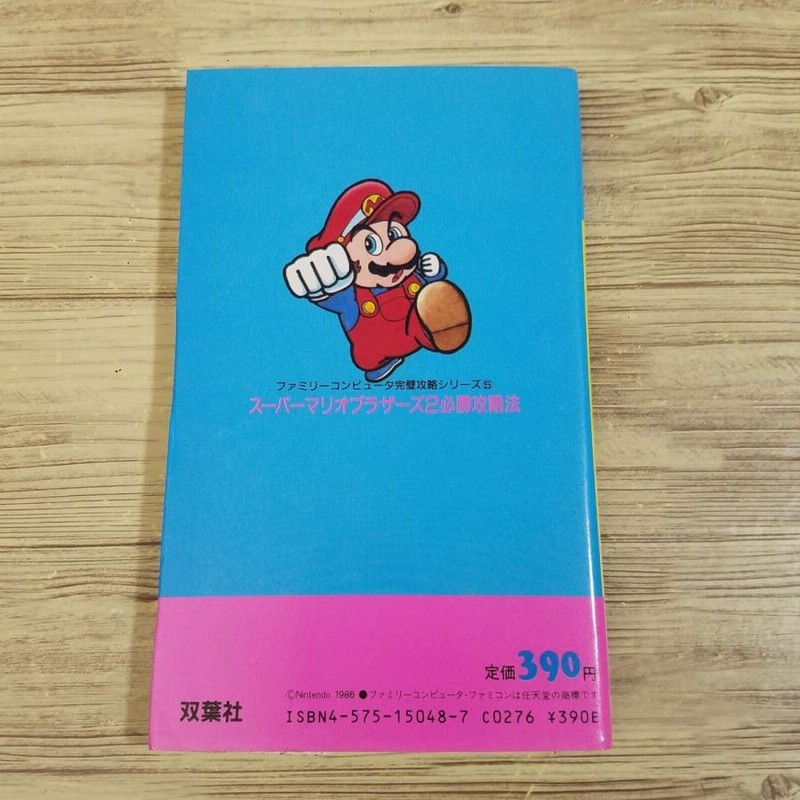 ファミリーコンピュータ完璧攻略シリーズ5
スーパーマリオブラザーズ2必勝攻略法
定価390円
©Nintendo 1986 ●ファミリーコンピュータ・ファミコンは任天堂の商標です
双葉社
ISBN4-575-15048-7 C0276 ¥390E